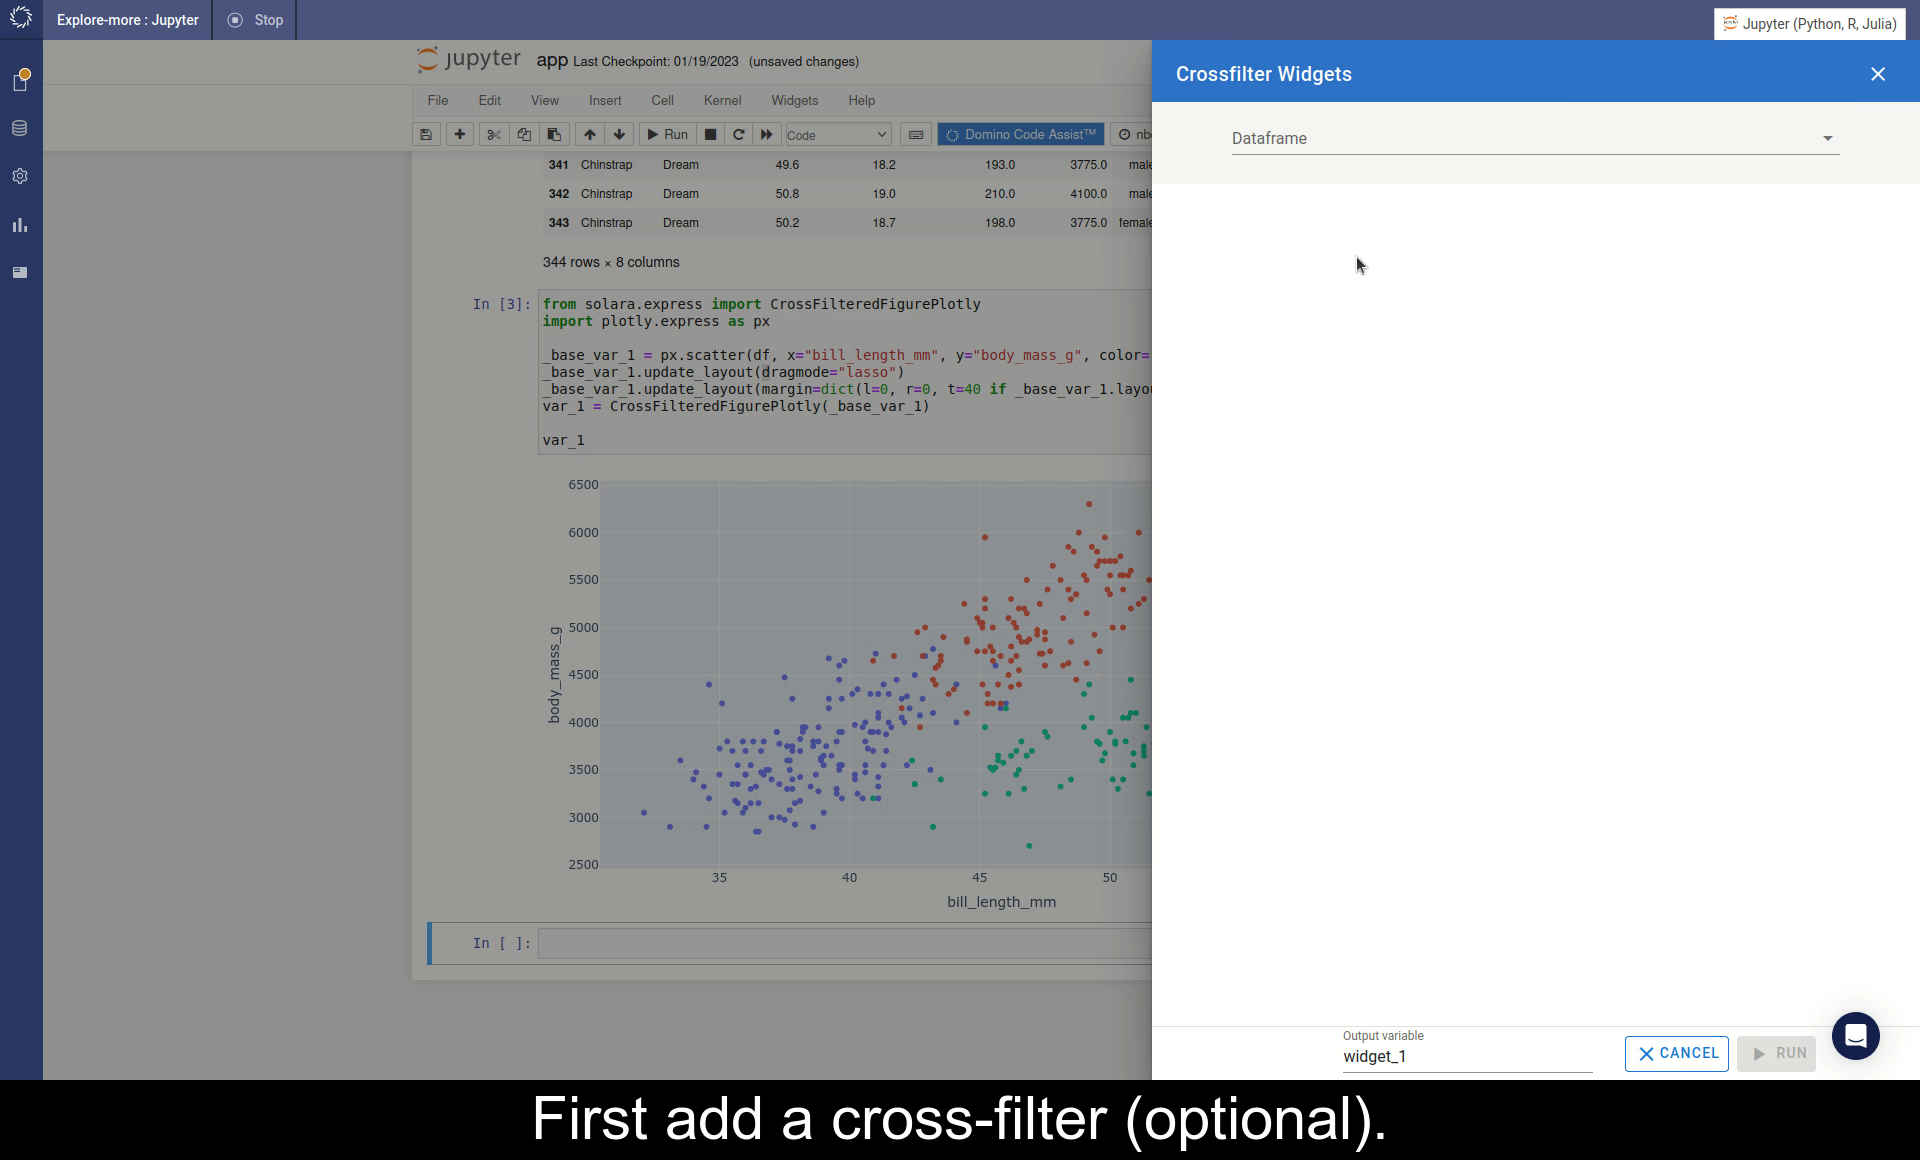 Explore-more : Jupyter
Stop
Jupyter (Python, R, Julia)
jupyter app Last Checkpoint: 01/19/2023 (unsaved changes)
File Edit View Insert Cell Kernel Widgets Help
Run Code Domino Code Assist™
341 Chinstrap Dream 49.6 18.2 193.0 3775.0 male
342 Chinstrap Dream 50.8 19.0 210.0 4100.0 male
343 Chinstrap Dream 50.2 18.7 198.0 3775.0 female
344 rows × 8 columns
In [3]:
from solara.express import CrossFilteredFigurePlotly
import plotly.express as px
_base_var_1 = px.scatter(df, x="bill_length_mm", y="body_mass_g", color=
_base_var_1.update_layout(dragmode="lasso")
_base_var_1.update_layout(margin=dict(l=0, r=0, t=40 if _base_var_1.layo
var_1 = CrossFilteredFigurePlotly(_base_var_1)
var_1
6500
6000
5500
5000
4500
4000
3500
3000
2500
body_mass_g
35 40 45 50
bill_length_mm
In [ ]:
Crossfilter Widgets
Dataframe
Output variable
widget_1
CANCEL
RUN
First add a cross-filter (optional).